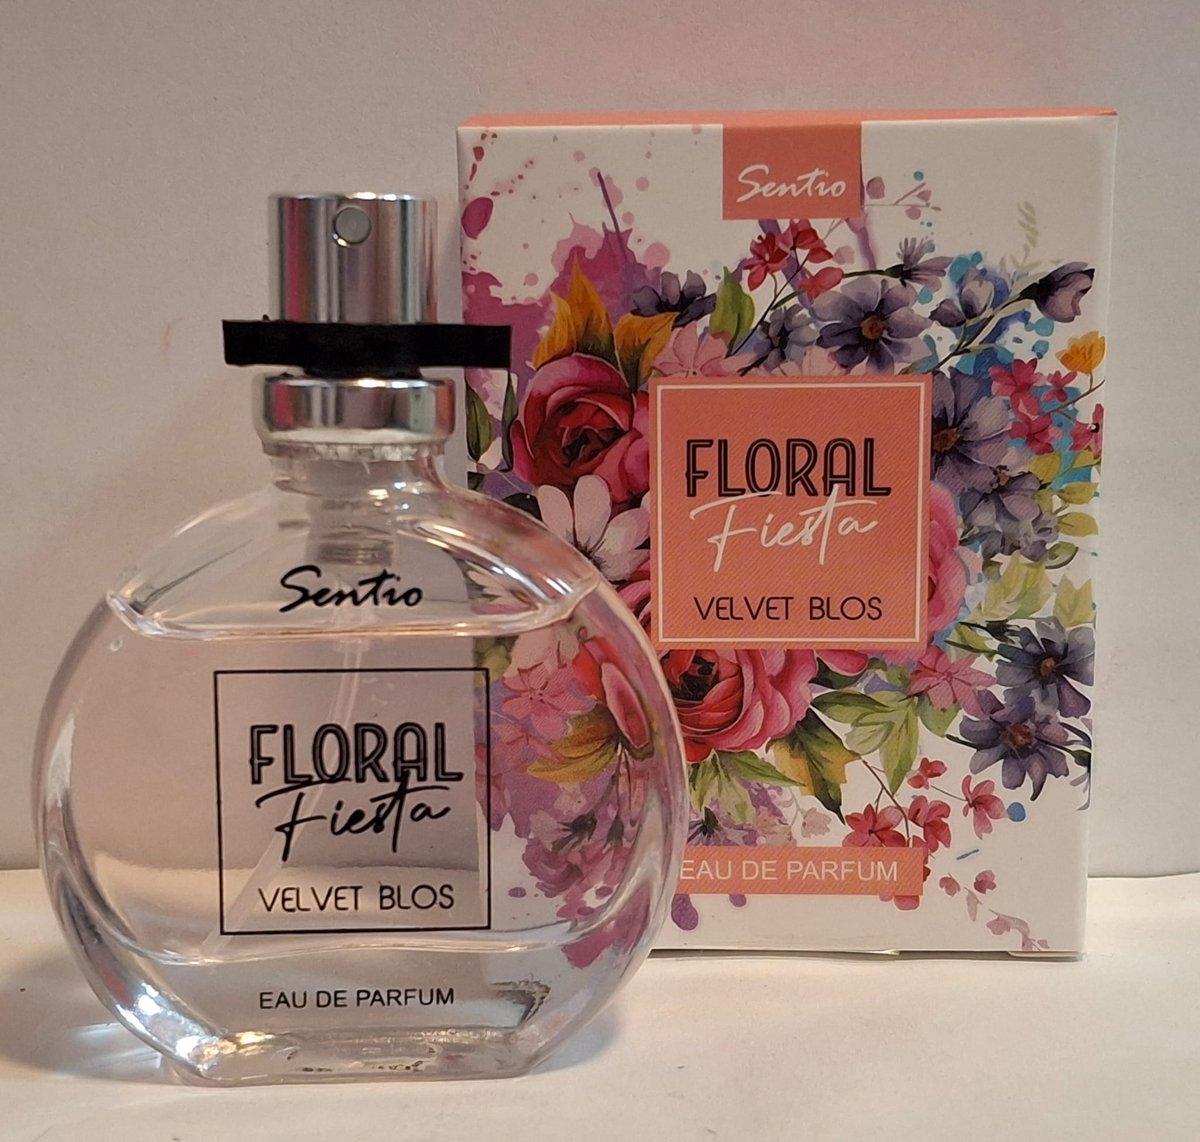 Sentio
FLORAL
Fiesta
VELVET BLOS
EAU DE PARFUM
Sentio
FLORAL
Fiesta
VELVET BLOS
EAU DE PARFUM